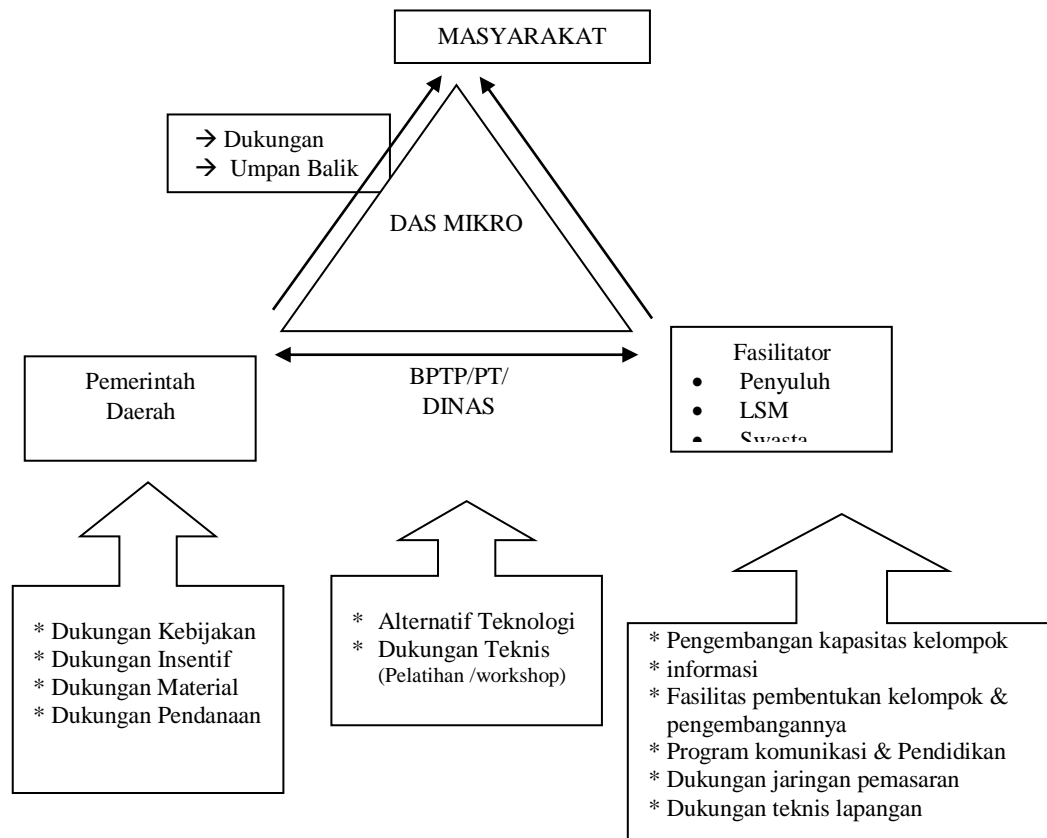 MASYARAKAT
→ Dukungan
→ Umpan Balik
DAS MIKRO
Pemerintah
Daerah
BPTP/PT/
DINAS
Fasilitator
• Penyuluh
• LSM
• Swasta
* Dukungan Kebijakan
* Dukungan Insentif
* Dukungan Material
* Dukungan Pendanaan
* Alternatif Teknologi
* Dukungan Teknis
(Pelatihan /workshop)
* Pengembangan kapasitas kelompok
* informasi
* Fasilitas pembentukan kelompok &
pengembangannya
* Program komunikasi & Pendidikan
* Dukungan jaringan pemasaran
* Dukungan teknis lapangan